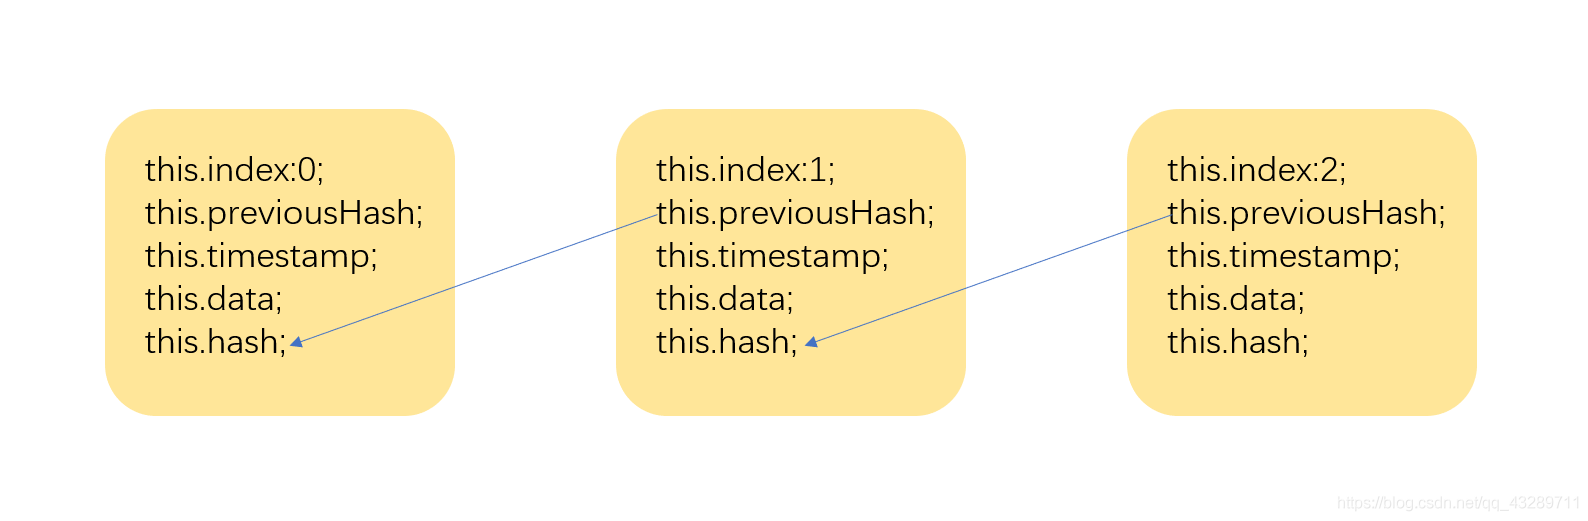 this.index:0;
this.previousHash;
this.timestamp;
this.data;
this.hash;
this.index:1;
this.previousHash;
this.timestamp;
this.data;
this.hash;
this.index:2;
this.previousHash;
this.timestamp;
this.data;
this.hash;
https://blog.csdn.net/qq_43289711